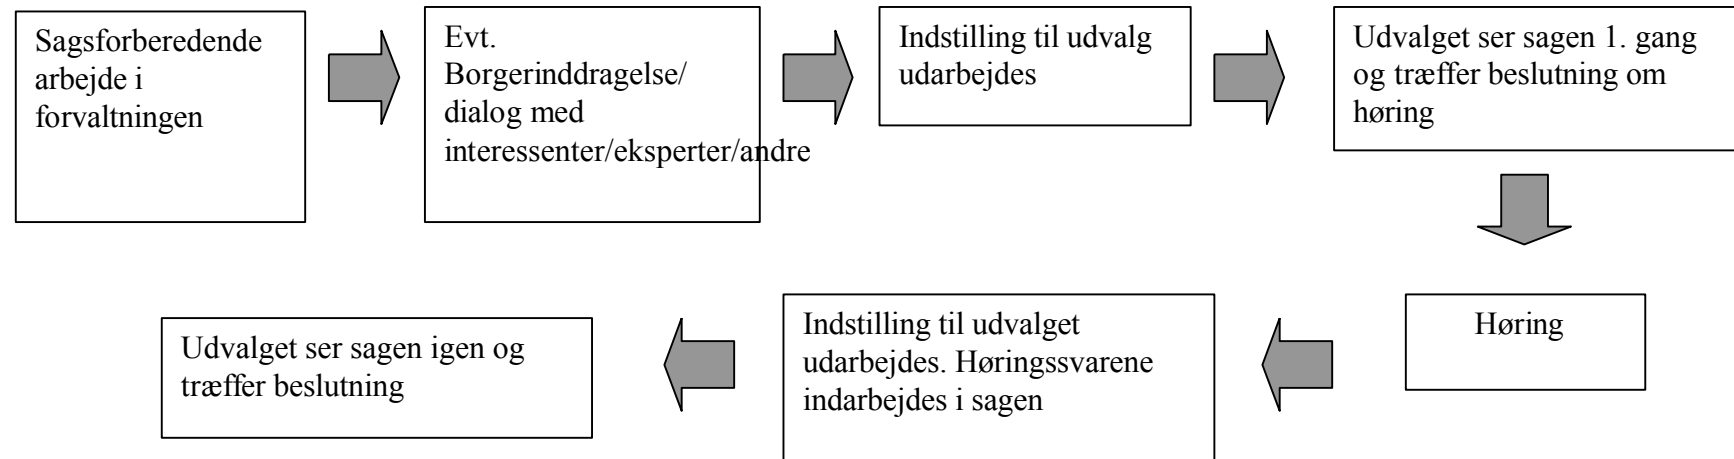 Sagsforberedende
arbejde i
forvaltningen
Evt.
Borgerinddragelse/
dialog med
interessenter/eksperter/andre
Indstilling til udvalg
udarbejdes
Udvalget ser sagen 1. gang
og træffer beslutning om
høring
Høring
Indstilling til udvalget
udarbejdes. Høringssvarene
indarbejdes i sagen
Udvalget ser sagen igen og
træffer beslutning